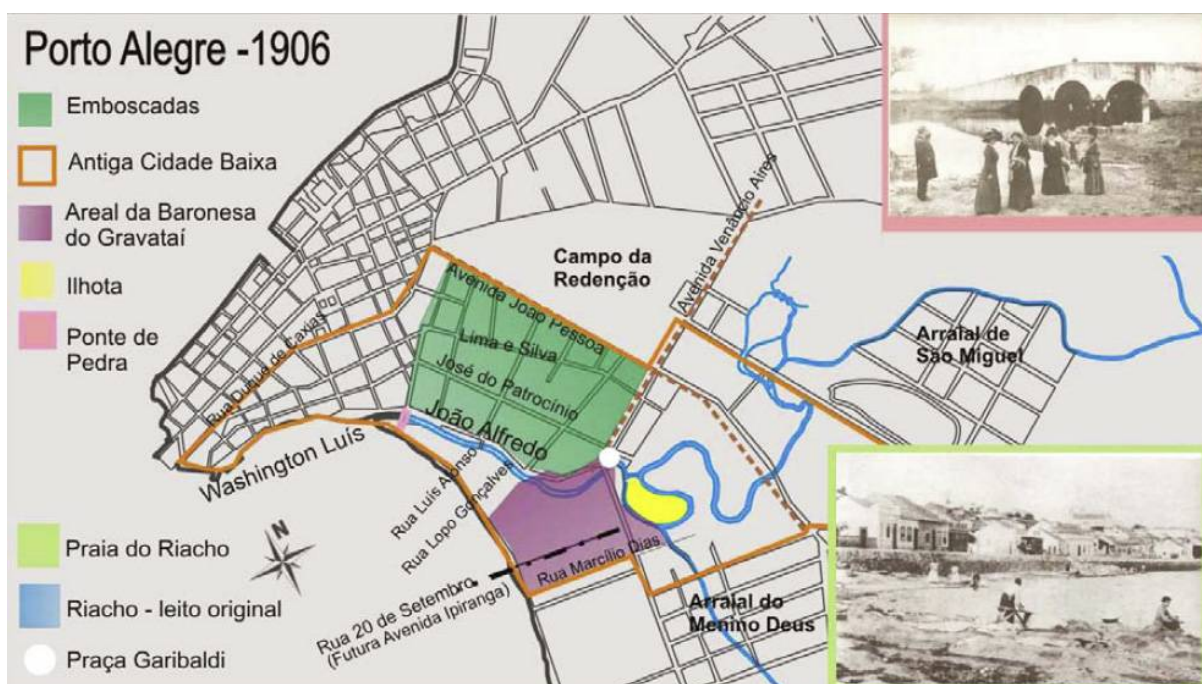 Porto Alegre -1906
Emboscadas
Antiga Cidade Baixa
Areal da Baronesa
do Gravataí
Ilhota
Ponte de
Pedra
Praia do Riacho
Riacho - leito original
Praça Garibaldi
N
Campo da
Redenção
Avenida Venâncio Aires
Avenida João Pessoa
Lima e Silva
José do Patrocínio
João Alfredo
Rua Duque de Caxias
Washington Luís
Rua Luis Afonso
Rua Lopo Gonçalves
Rua 20 de Setembro
(Futura Avenida Ipiranga)
Rua Marcílio Dias
Arraial de
São Miguel
Arraial do
Menino Deus